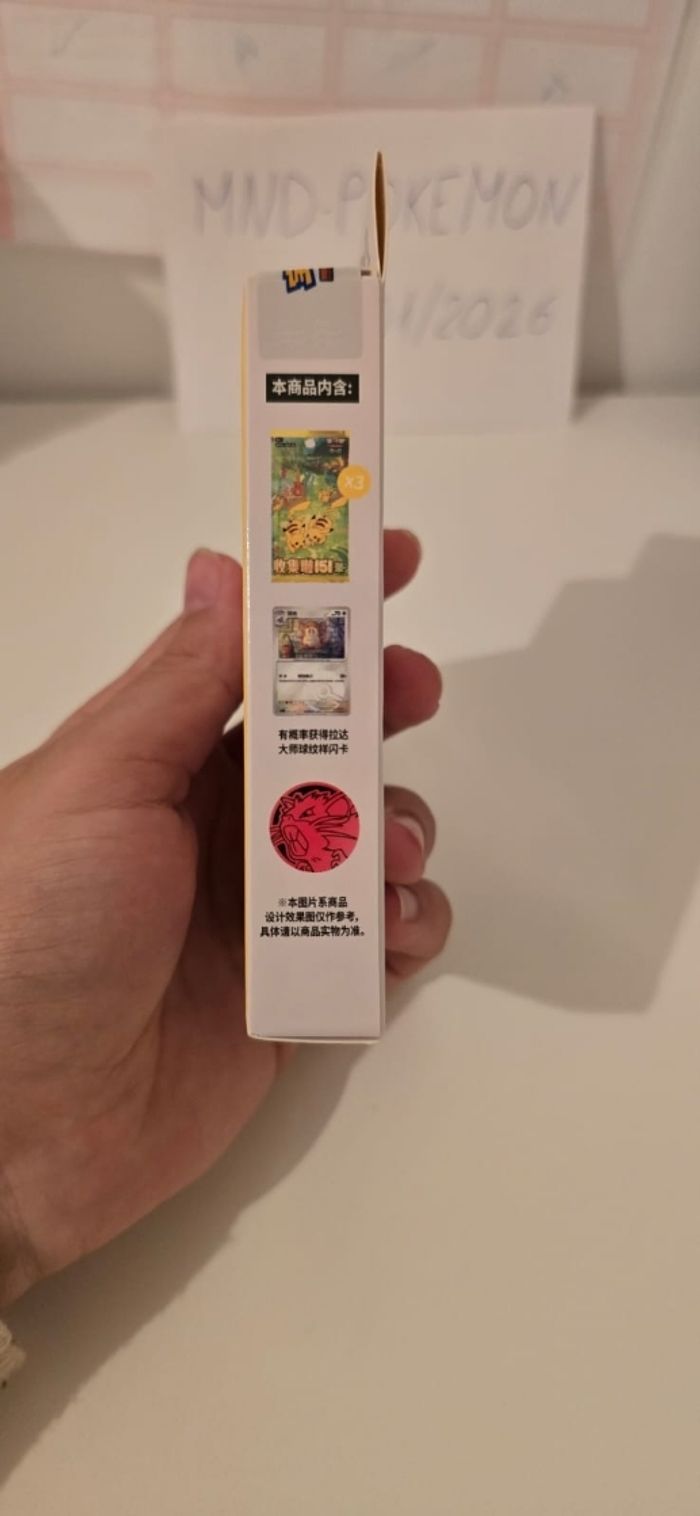 MND-POKEMON
1/2026
本商品内含:
x3
收集啦151
有概率获得拉达
大师球纹样闪卡
※本图片系商品
设计效果图仅作参考,
具体请以商品实物为准。